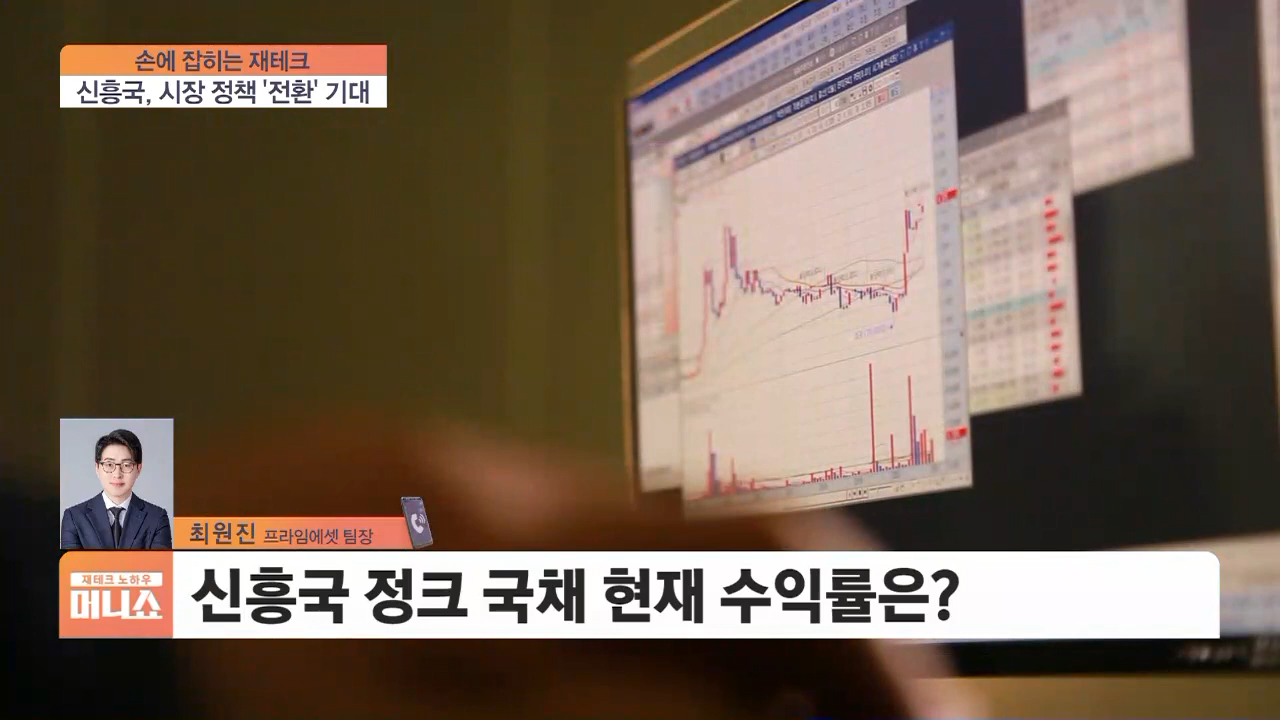 손에 잡히는 재테크
신흥국, 시장 정책 '전환' 기대
최원진 프라임에셋 팀장
재테크 노하우
머니쇼
신흥국 정크 국채 현재 수익률은?